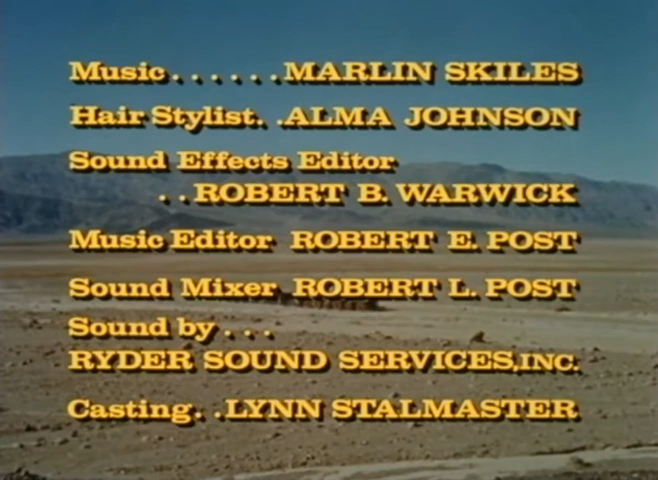 Music......MARLIN SKILES
Hair Stylist. .ALMA JOHNSON
Sound Effects Editor
..ROBERT B. WARWICK
Music Editor ROBERT E. POST
Sound Mixer ROBERT L. POST
Sound by...
RYDER SOUND SERVICES,INC.
Casting. .LYNN STALMASTER